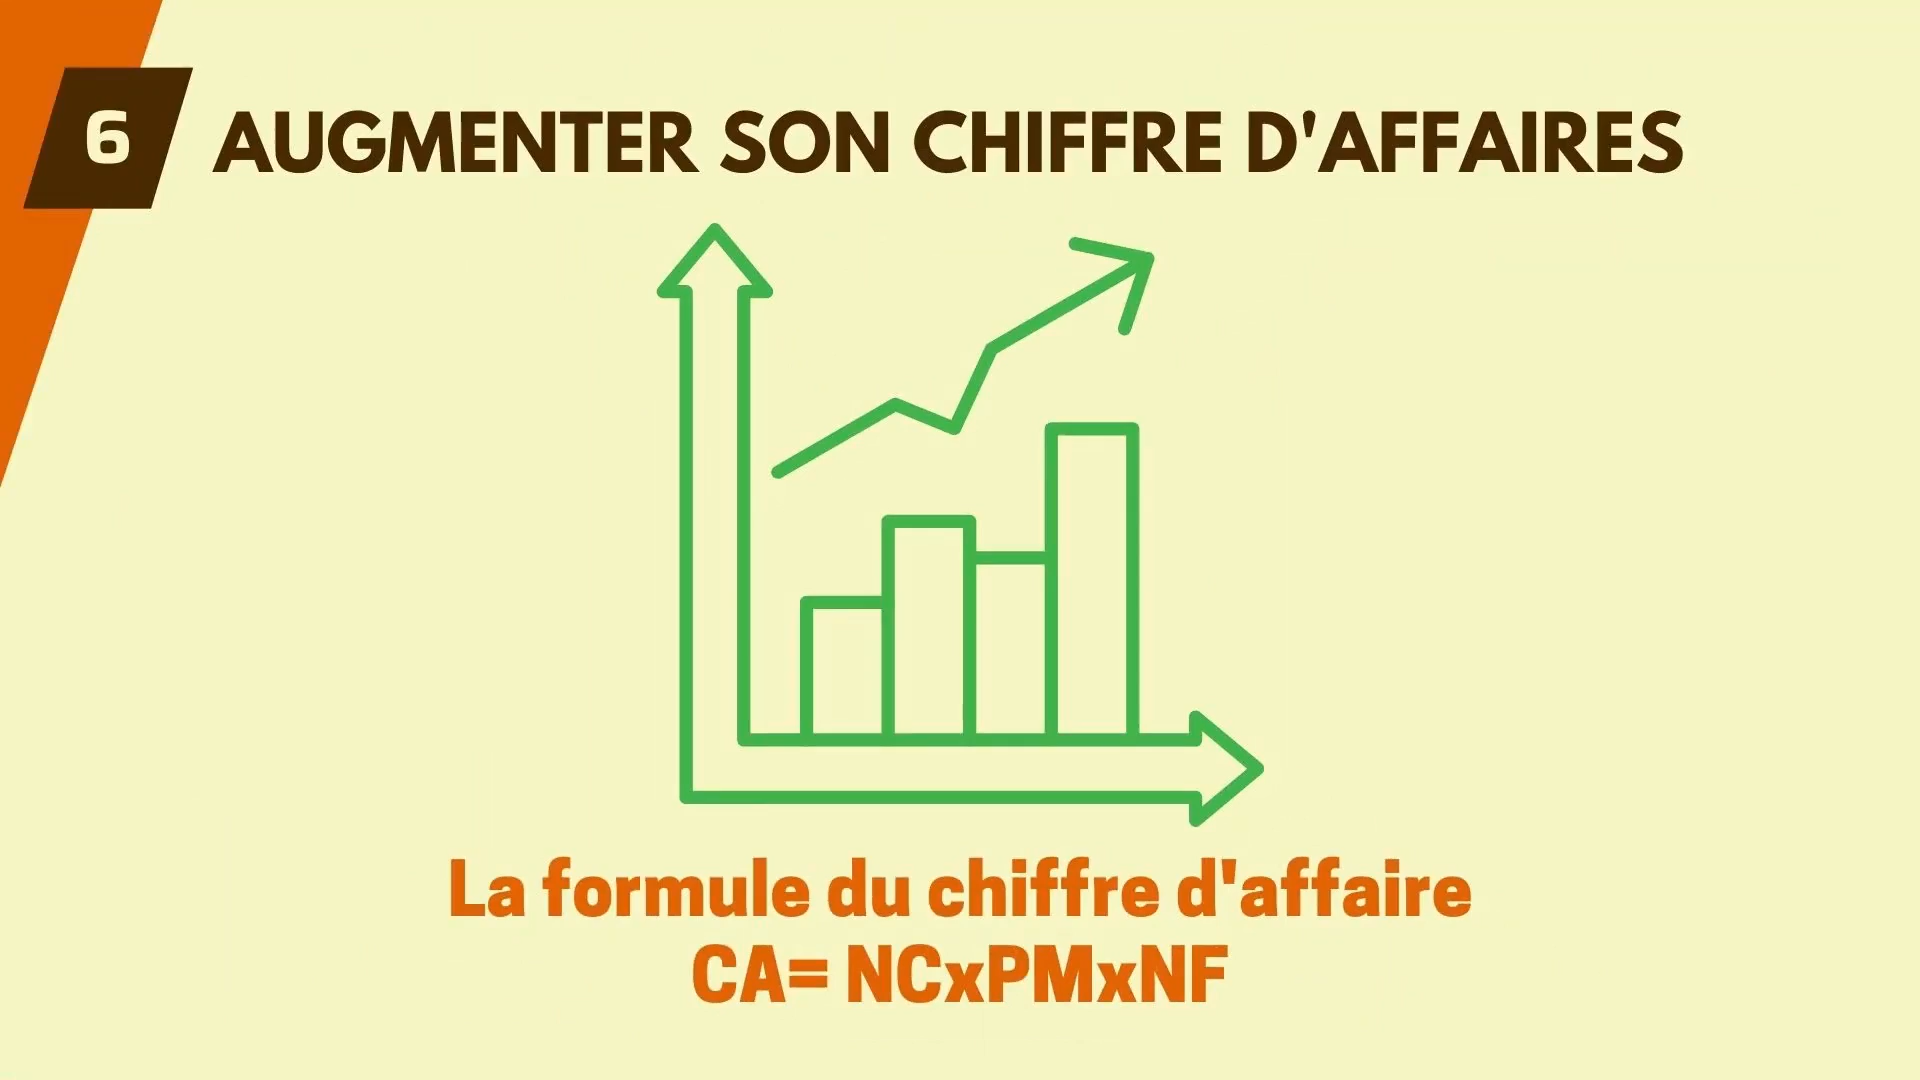 6
AUGMENTER SON CHIFFRE D'AFFAIRES
La formule du chiffre d'affaire
CA= NCxPMxNF